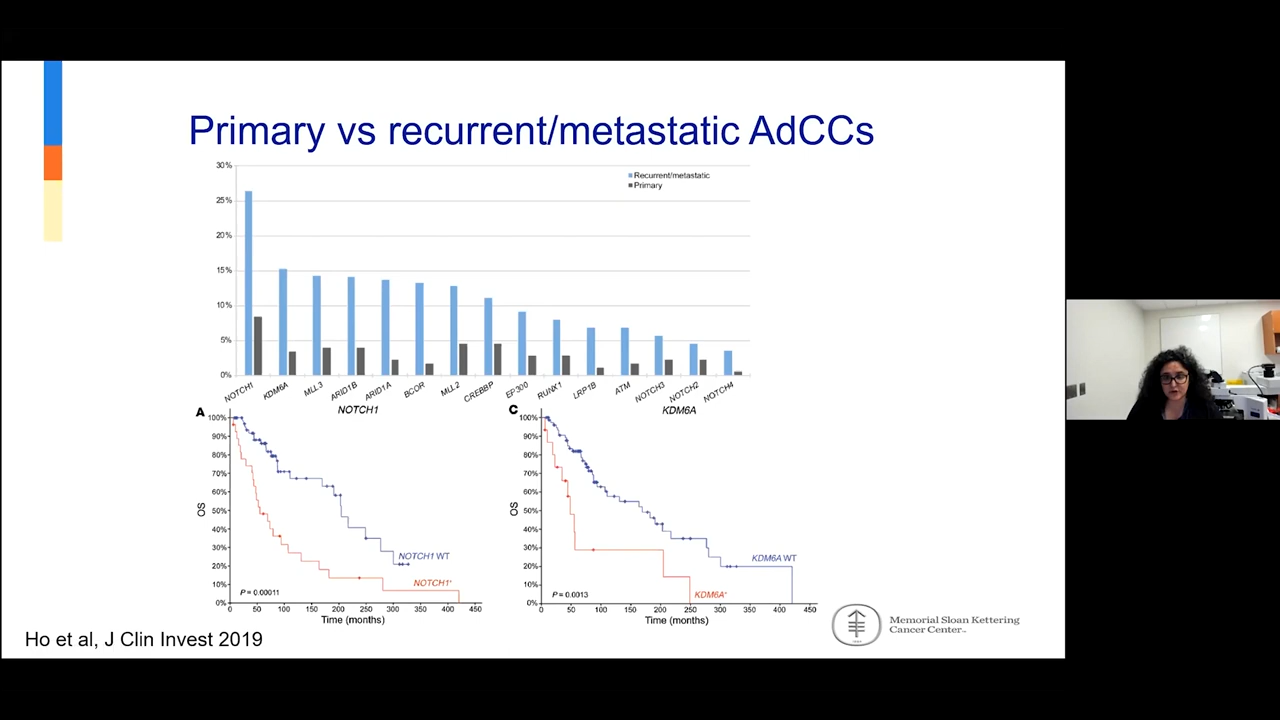 Primary vs recurrent/metastatic AdCCs
30%
25%
20%
15%
10%
5%
0%
Recurrent/metastatic
Primary
NOTCH1 KDM6A MLL3 ARID1B ARID1A BCOR MLL2 CREBBP EP300 RUNX1 LRP1B ATM NOTCH3 NOTCH2 NOTCH4
A
NOTCH1
100%
90%
80%
70%
60%
50%
40%
30%
20%
10%
0%
OS
NOTCH1 WT
NOTCH1*
P = 0.00011
0 50 100 150 200 250 300 350 400 450
Time (months)
C
KDM6A
100%
90%
80%
70%
60%
50%
40%
30%
20%
10%
0%
OS
KDM6A WT
KDM6A*
P = 0.0013
0 50 100 150 200 250 300 350 400 450
Time (months)
Ho et al, J Clin Invest 2019
Memorial Sloan Kettering
Cancer Center